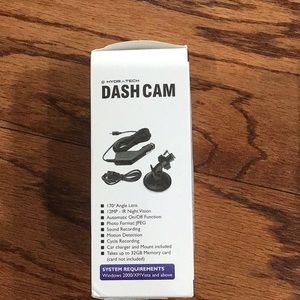 HYDRA-TECH
DASH CAM
170° Angle Lens
12MP - IR Night Vision
Automatic On/Off Function
Photo Format JPEG
Sound Recording
Motion Detection
Cycle Recording
Car charger and Mount included
Takes up to 32GB Memory card
(card not included)
SYSTEM REQUIREMENTS
Windows 2000/XP/Vista and above